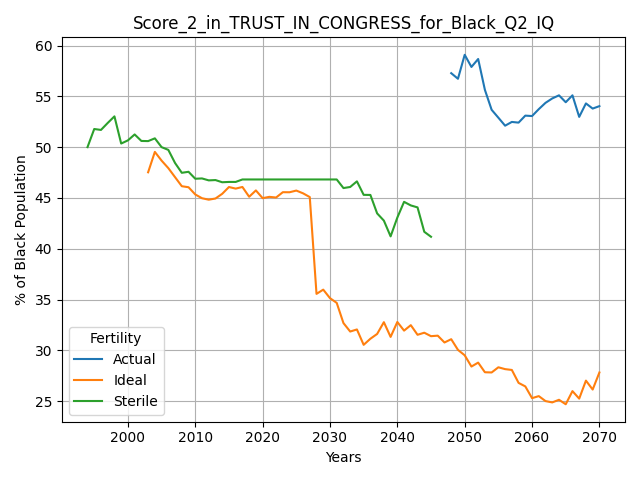 Score_2_in_TRUST_IN_CONGRESS_for_Black_Q2_IQ
% of Black Population
60
55
50
45
40
35
30
25
Fertility
Actual
Ideal
Sterile
2000 2010 2020 2030 2040 2050 2060 2070
Years